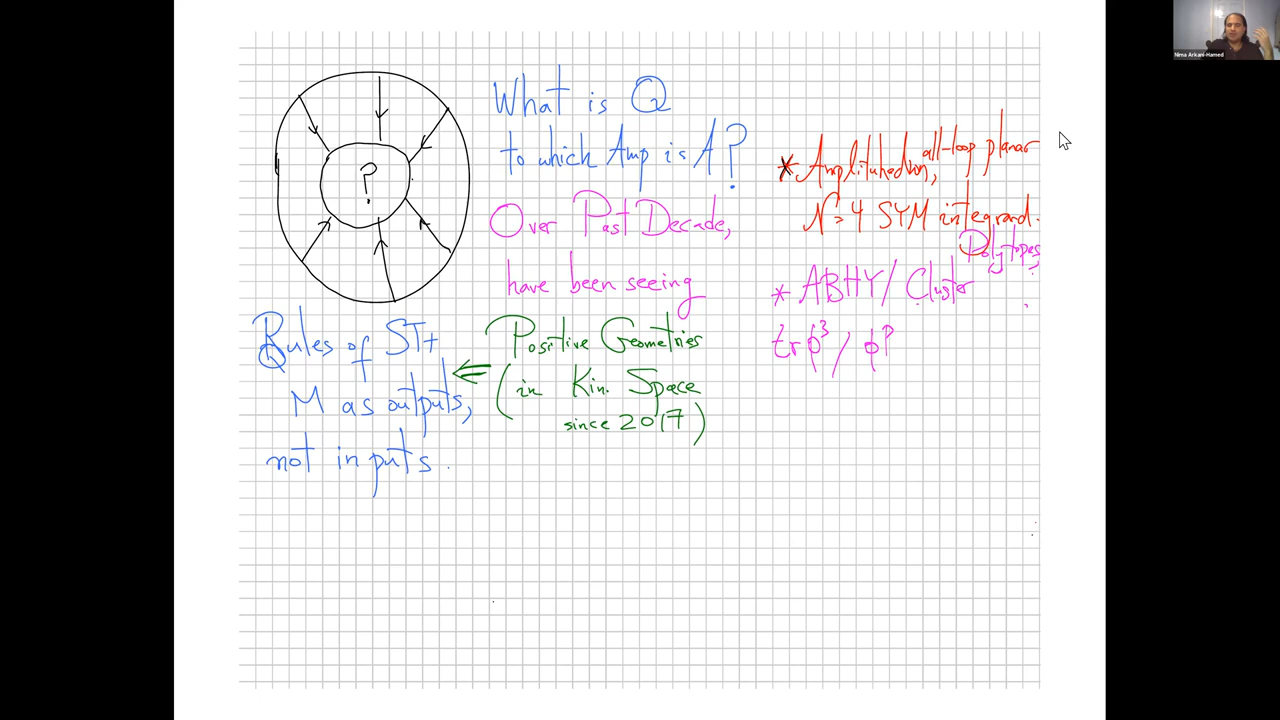 ?
What is Q
to which Amp is A?
Over Past Decade,
have been seeing
Positive Geometries
(in Kin. Space
since 2017)
Rules of ST +
M as outputs,
not inputs.
* Amplituhedron, all-loop planar
N=4 SYM integrand.
* ABHY / Cluster Polytopes
trϕ³ / ϕᵖ
Nima Arkani-Hamed